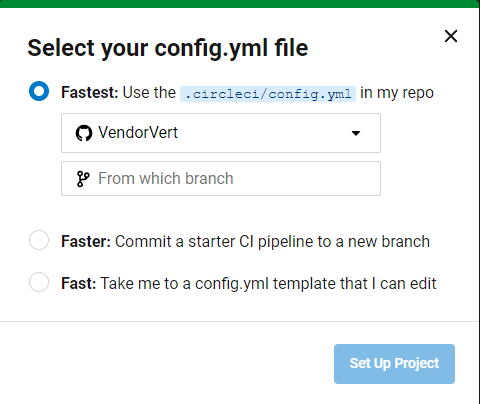 Select your config.yml file
Fastest: Use the .circleci/config.yml in my repo
VendorVert
From which branch
Faster: Commit a starter CI pipeline to a new branch
Fast: Take me to a config.yml template that I can edit
Set Up Project